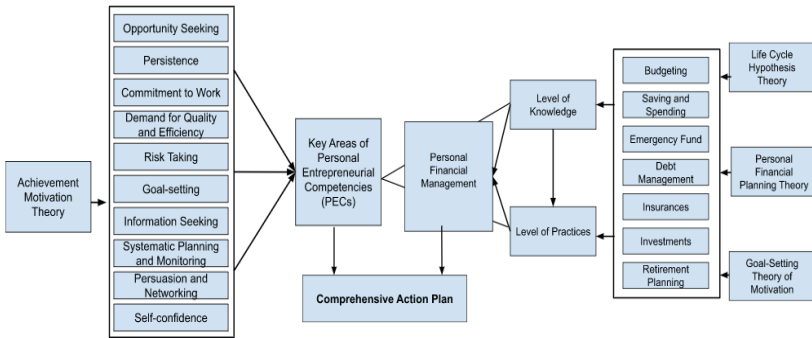 Achievement
Motivation
Theory
Opportunity Seeking
Persistence
Commitment to Work
Demand for Quality
and Efficiency
Risk Taking
Goal-setting
Information Seeking
Systematic Planning
and Monitoring
Persuasion and
Networking
Self-confidence
Key Areas of
Personal
Entrepreneurial
Competencies
(PECs)
Personal
Financial
Management
Comprehensive Action Plan
Level of
Knowledge
Level of Practices
Budgeting
Saving and
Spending
Emergency Fund
Debt
Management
Insurances
Investments
Retirement
Planning
Life Cycle
Hypothesis
Theory
Personal
Financial
Planning Theory
Goal-Setting
Theory of
Motivation